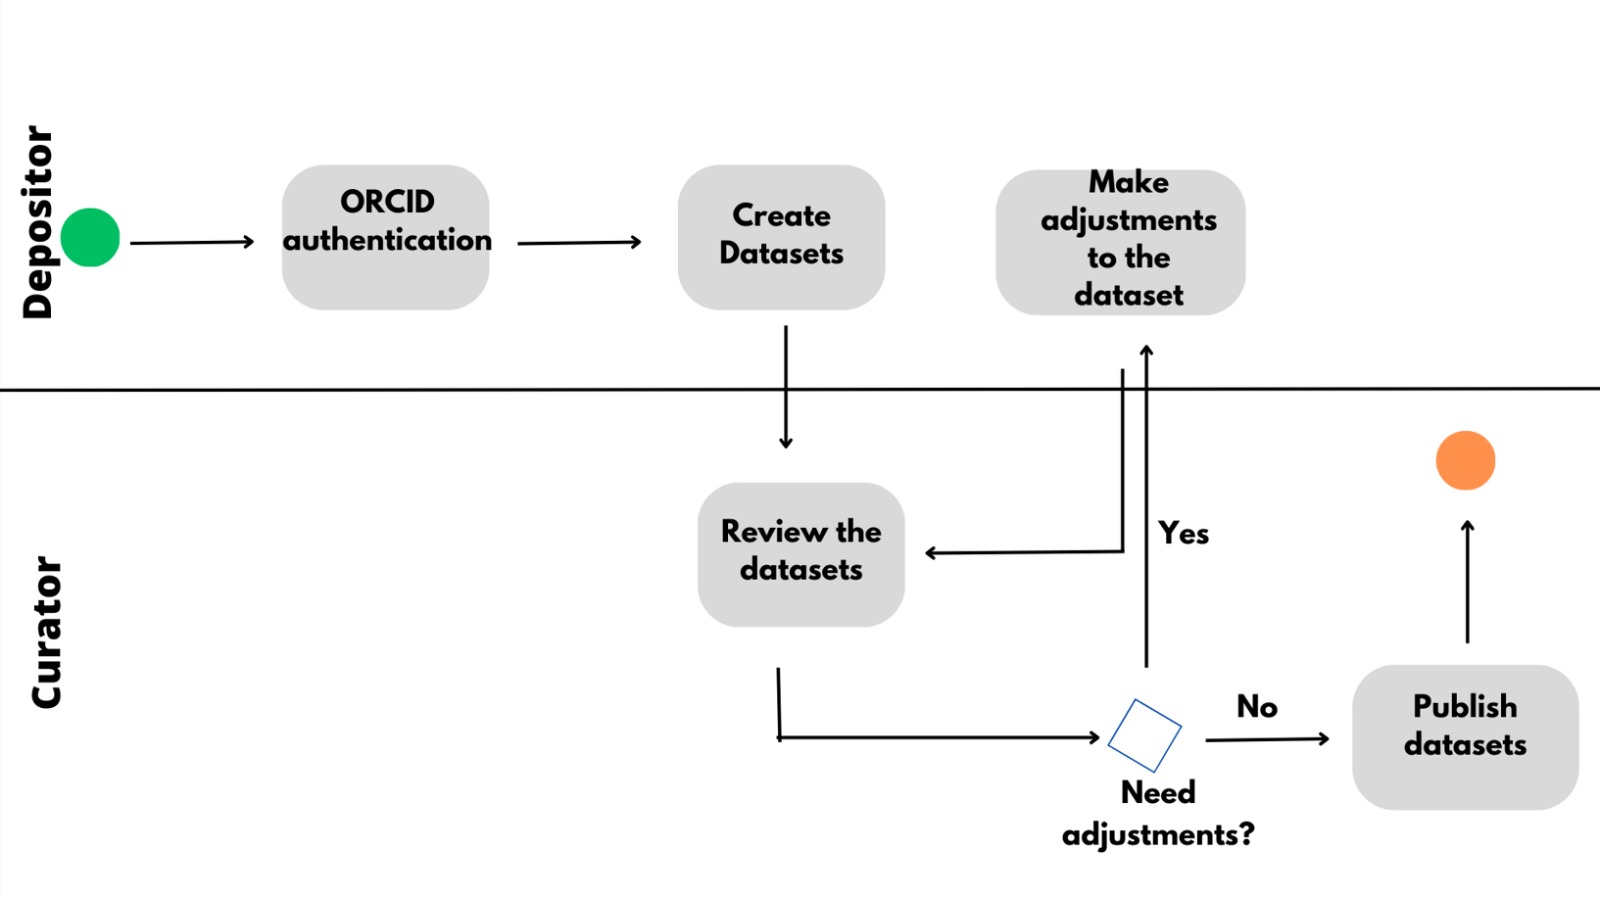 Depositor
ORCID
authentication
Create
Datasets
Make
adjustments
to the
dataset
Curator
Review the
datasets
Yes
No
Need
adjustments?
Publish
datasets